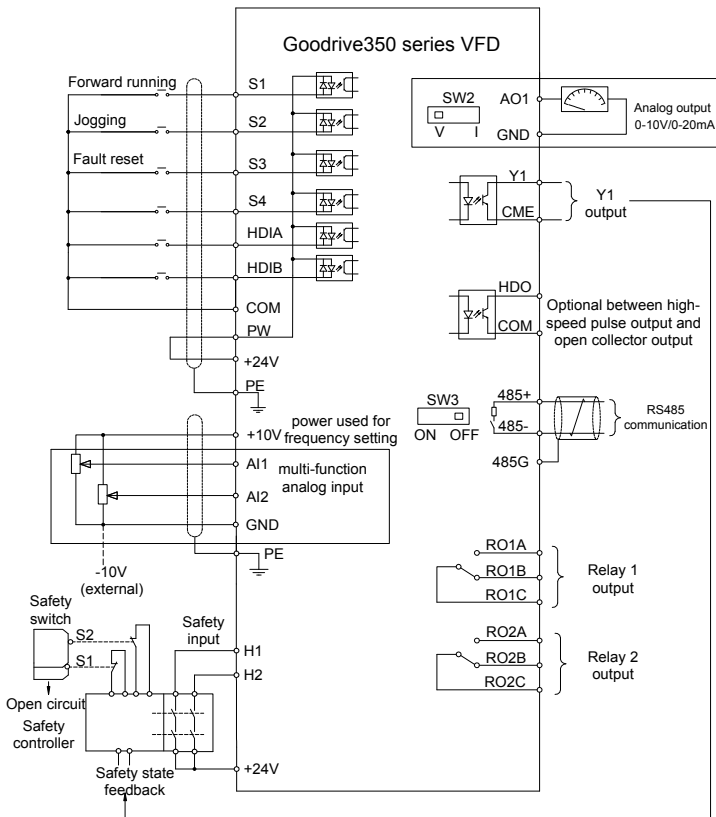 Goodrive350 series VFD
Forward running
S1
Jogging
S2
Fault reset
S3
S4
HDIA
HDIB
COM
PW
+24V
PE
SW2
V I
AO1
GND
Analog output
0-10V/0-20mA
Y1
CME
Y1
output
HDO
COM
Optional between high-
speed pulse output and
open collector output
SW3
ON OFF
485+
485-
485G
RS485
communication
+10V
power used for
frequency setting
AI1
AI2
multi-function
analog input
GND
PE
-10V
(external)
RO1A
RO1B
RO1C
Relay 1
output
RO2A
RO2B
RO2C
Relay 2
output
Safety
switch
S2
S1
Open circuit
Safety
controller
Safety
input
H1
H2
+24V
Safety state
feedback